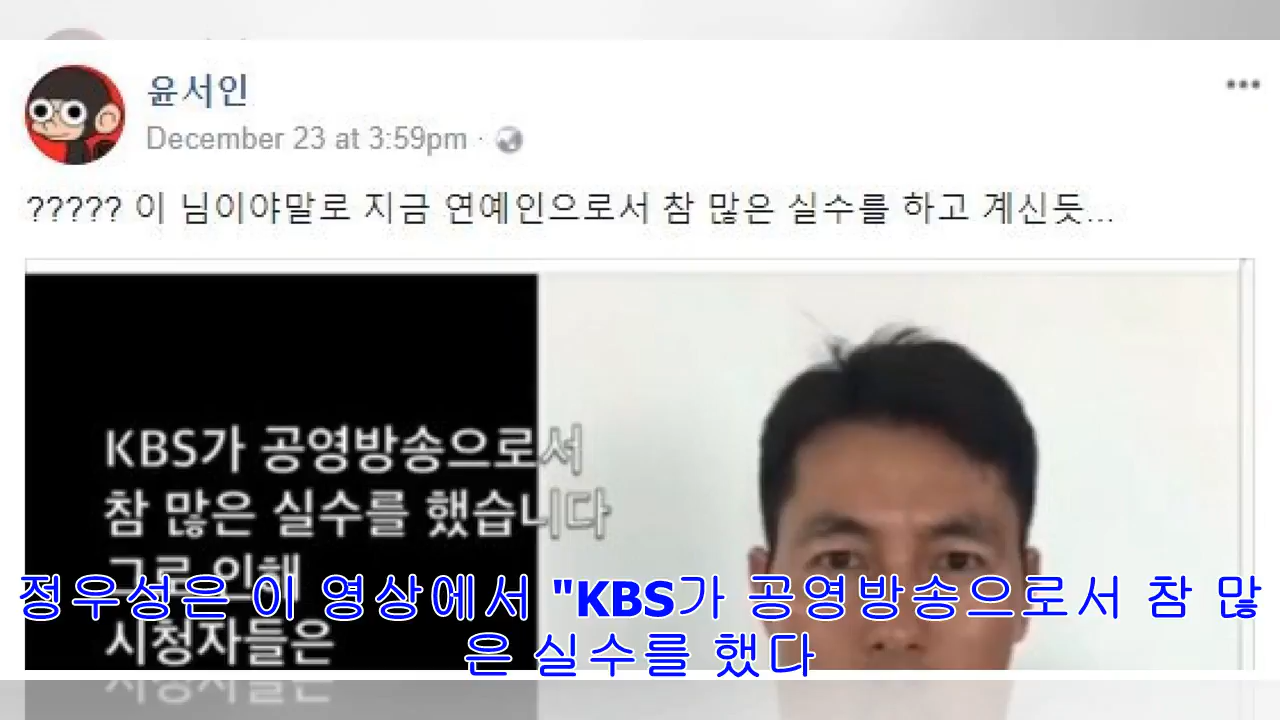 윤서인
December 23 at 3:59pm ·
????? 이 님이야말로 지금 연예인으로서 참 많은 실수를 하고 계신듯...
KBS가 공영방송으로서
참 많은 실수를 했습니다
그로 인해
시청자들은
정우성은 이 영상에서 "KBS가 공영방송으로서 참 많
은 실수를 했다